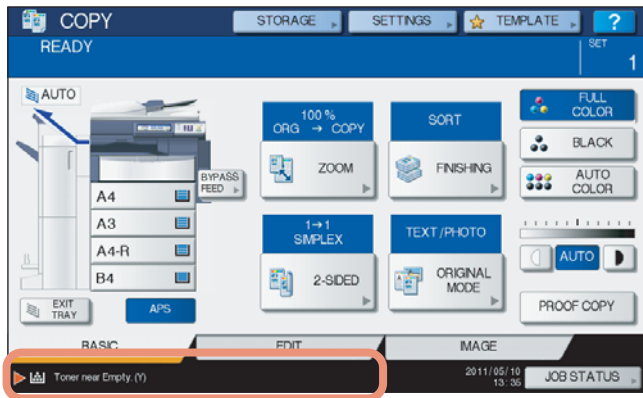 COPY
STORAGE
SETTINGS
TEMPLATE
?
READY
SET
1
AUTO
100 %
ORG → COPY
ZOOM
SORT
FINISHING
FULL
COLOR
BLACK
AUTO
COLOR
BYPASS
FEED
A4
A3
A4-R
B4
1→1
SIMPLEX
2-SIDED
TEXT/PHOTO
ORIGINAL
MODE
AUTO
EXIT
TRAY
APS
PROOF COPY
BASIC
EDIT
IMAGE
Toner near Empty. (Y)
2011/05/10
13:35
JOB STATUS